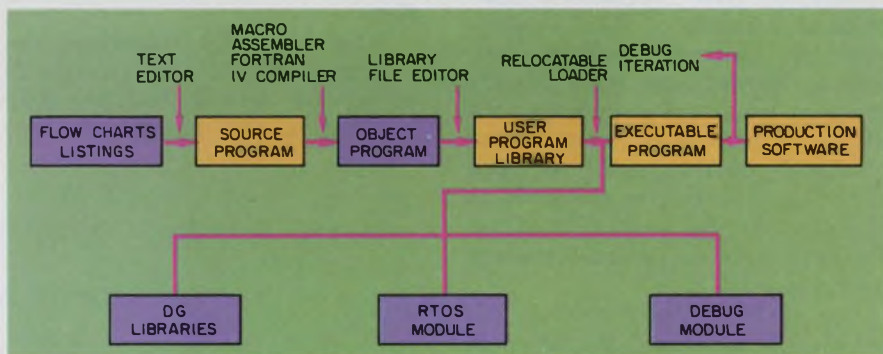 TEXT
EDITOR
MACRO
ASSEMBLER
FORTRAN
IV COMPILER
LIBRARY
FILE EDITOR
RELOCATABLE
LOADER
DEBUG
ITERATION
FLOW CHARTS
LISTINGS
SOURCE
PROGRAM
OBJECT
PROGRAM
USER
PROGRAM
LIBRARY
EXECUTABLE
PROGRAM
PRODUCTION
SOFTWARE
DG
LIBRARIES
RTOS
MODULE
DEBUG
MODULE